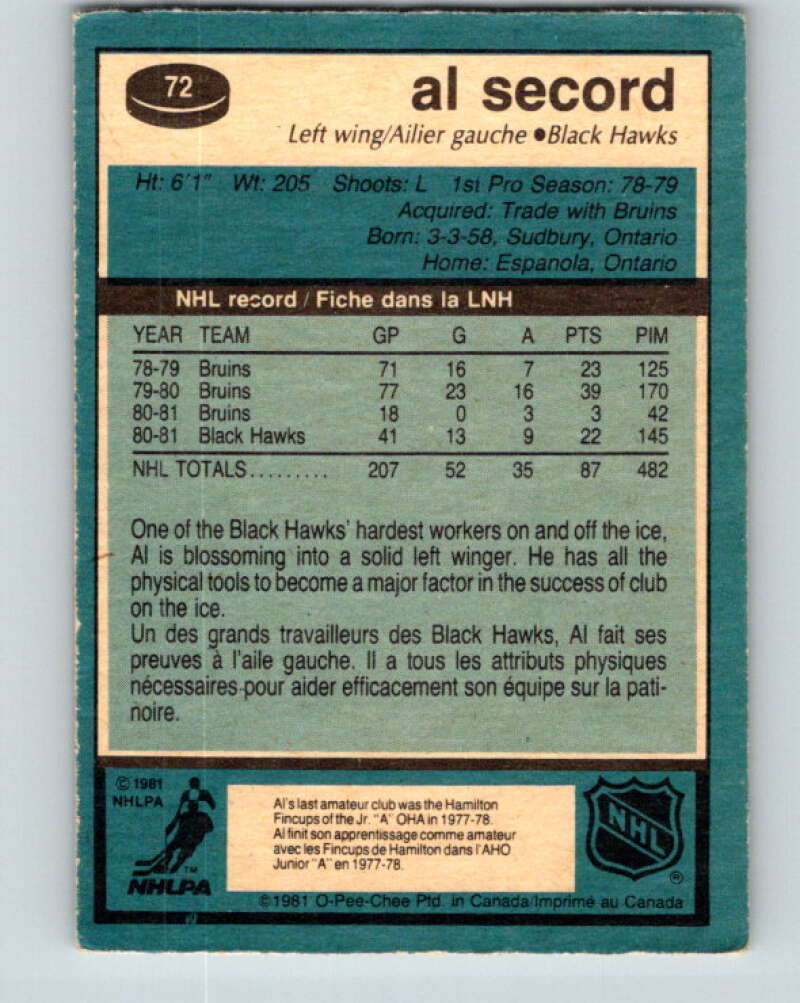 72
al secord
Left wing/Ailier gauche ●Black Hawks
Ht: 6'1" Wt: 205 Shoots: L 1st Pro Season: 78-79
Acquired: Trade with Bruins
Born: 3-3-58, Sudbury, Ontario
Home: Espanola, Ontario
NHL record / Fiche dans la LNH
YEAR TEAM GP G A PTS PIM
78-79 Bruins 71 16 7 23 125
79-80 Bruins 77 23 16 39 170
80-81 Bruins 18 0 3 3 42
80-81 Black Hawks 41 13 9 22 145
NHL TOTALS......... 207 52 35 87 482
One of the Black Hawks' hardest workers on and off the ice,
Al is blossoming into a solid left winger. He has all the
physical tools to become a major factor in the success of club
on the ice.
Un des grands travailleurs des Black Hawks, Al fait ses
preuves à l'aile gauche. Il a tous les attributs physiques
nécessaires pour aider efficacement son équipe sur la pati-
noire.
© 1981
NHLPA
TM
NHLPA
Al's last amateur club was the Hamilton
Fincups of the Jr. "A" OHA in 1977-78.
Al finit son apprentissage comme amateur
avec les Fincups de Hamilton dans l'AHO
Junior "A" en 1977-78.
NHL
®
©1981 O-Pee-Chee Ptd. in Canada/Imprimé au Canada